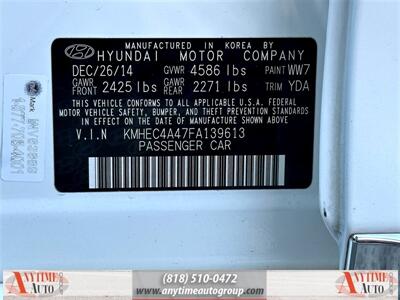 MANUFACTURED IN KOREA BY
HYUNDAI MOTOR COMPANY
DEC/26/14 GVWR 4586 lbs PAINT WW7
GAWR FRONT 2425 lbs GAWR REAR 2271 lbs TRIM YDA
THIS VEHICLE CONFORMS TO ALL APPLICABLE U.S. FEDERAL
MOTOR VEHICLE SAFETY, BUMPER, AND THEFT PREVENTION
STANDARDS IN EFFECT ON THE DATE OF MANUFACTURE
SHOWN ABOVE.
V.I.N KMHEC4A47FA139613
PASSENGER CAR
Mark
ANYTIME
AUTO
(818) 510-0472
www.anytimeautogroup.com
ANYTIME
AUTO